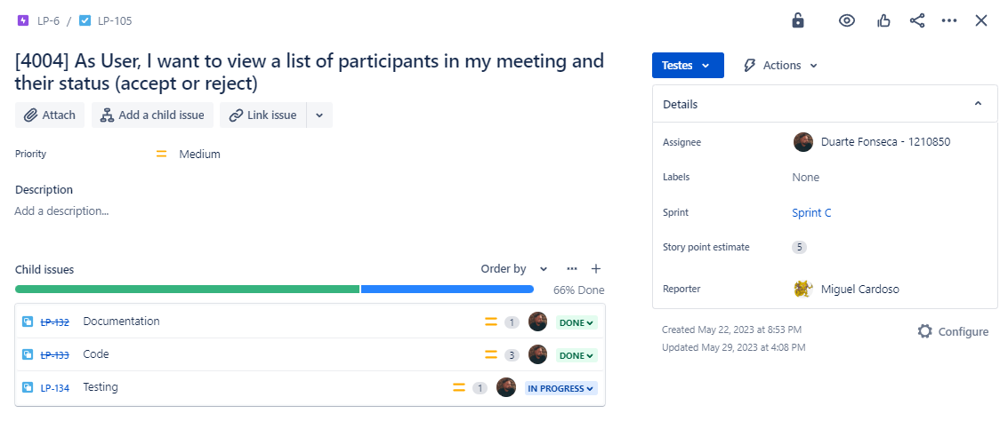 LP-6 / LP-105
[4004] As User, I want to view a list of participants in my meeting and
their status (accept or reject)
Attach Add a child issue Link issue
Priority Medium
Description
Add a description...
Child issues Order by
66% Done
LP-132 Documentation 1 DONE
LP-133 Code 3 DONE
LP-134 Testing 1 IN PROGRESS
Testes Actions
Details
Assignee Duarte Fonseca - 1210850
Labels None
Sprint Sprint C
Story point estimate 5
Reporter Miguel Cardoso
Created May 22, 2023 at 8:53 PM
Updated May 29, 2023 at 4:08 PM
Configure